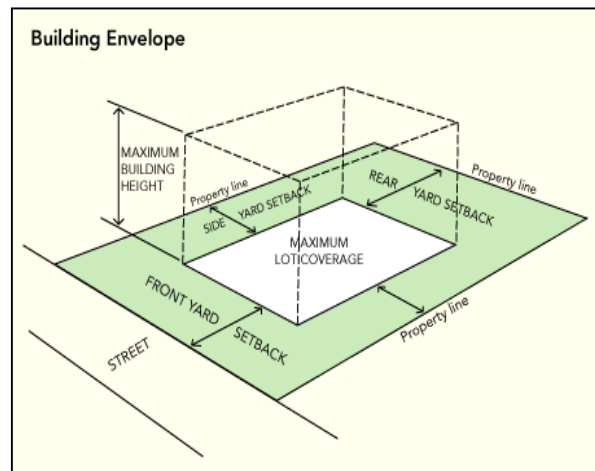 Building Envelope
MAXIMUM
BUILDING
HEIGHT
Property line
SIDE YARD SETBACK
REAR YARD SETBACK
Property line
MAXIMUM
LOTICOVERAGE
FRONT YARD SETBACK
Property line
STREET